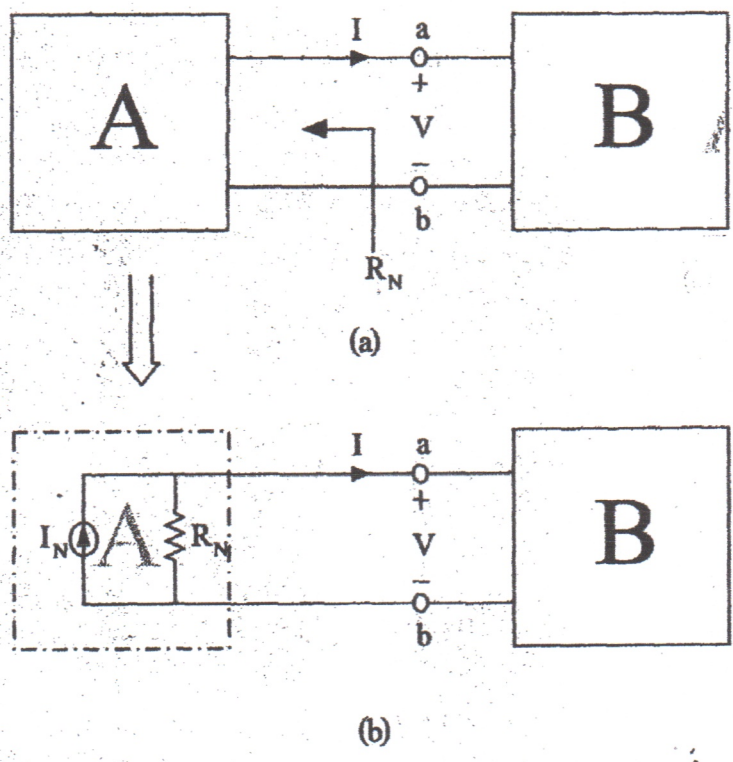 I a
A + V B
–
b
R_N
(a)
I a
I_N A R_N + V B
–
b
(b)